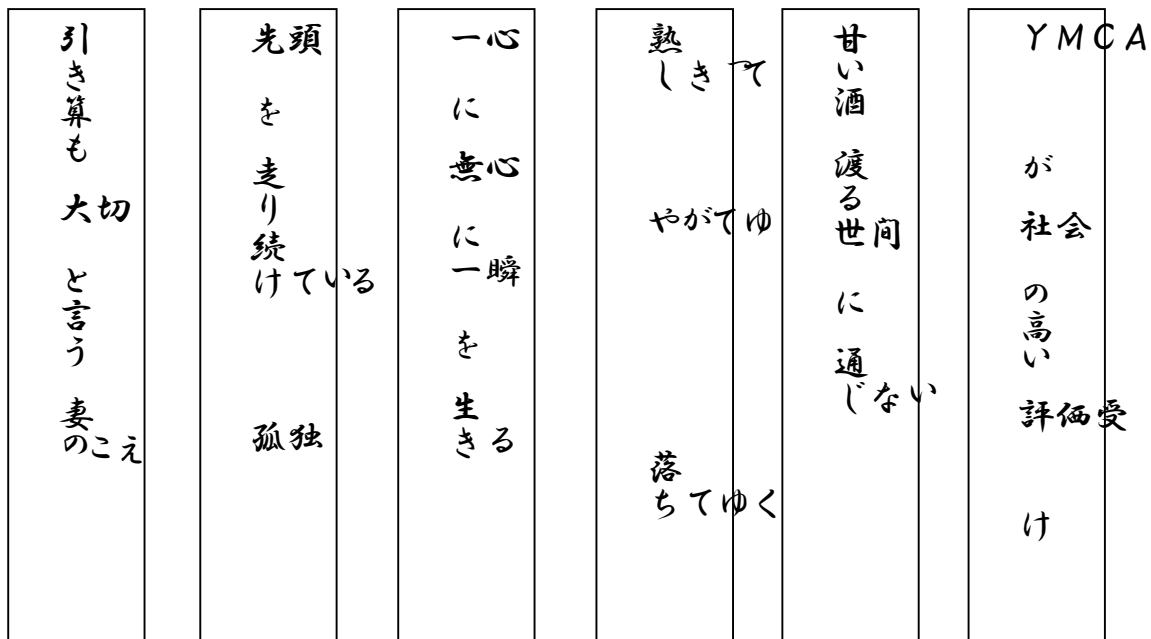 YMCAが社会の高い評価受け
甘い酒渡る世間に通じない
熟しきってやがてゆ落ちてゆく
一心に無心に一瞬を生きる
先頭を走り続けている孤独
引き算も大切と言う妻のこえ